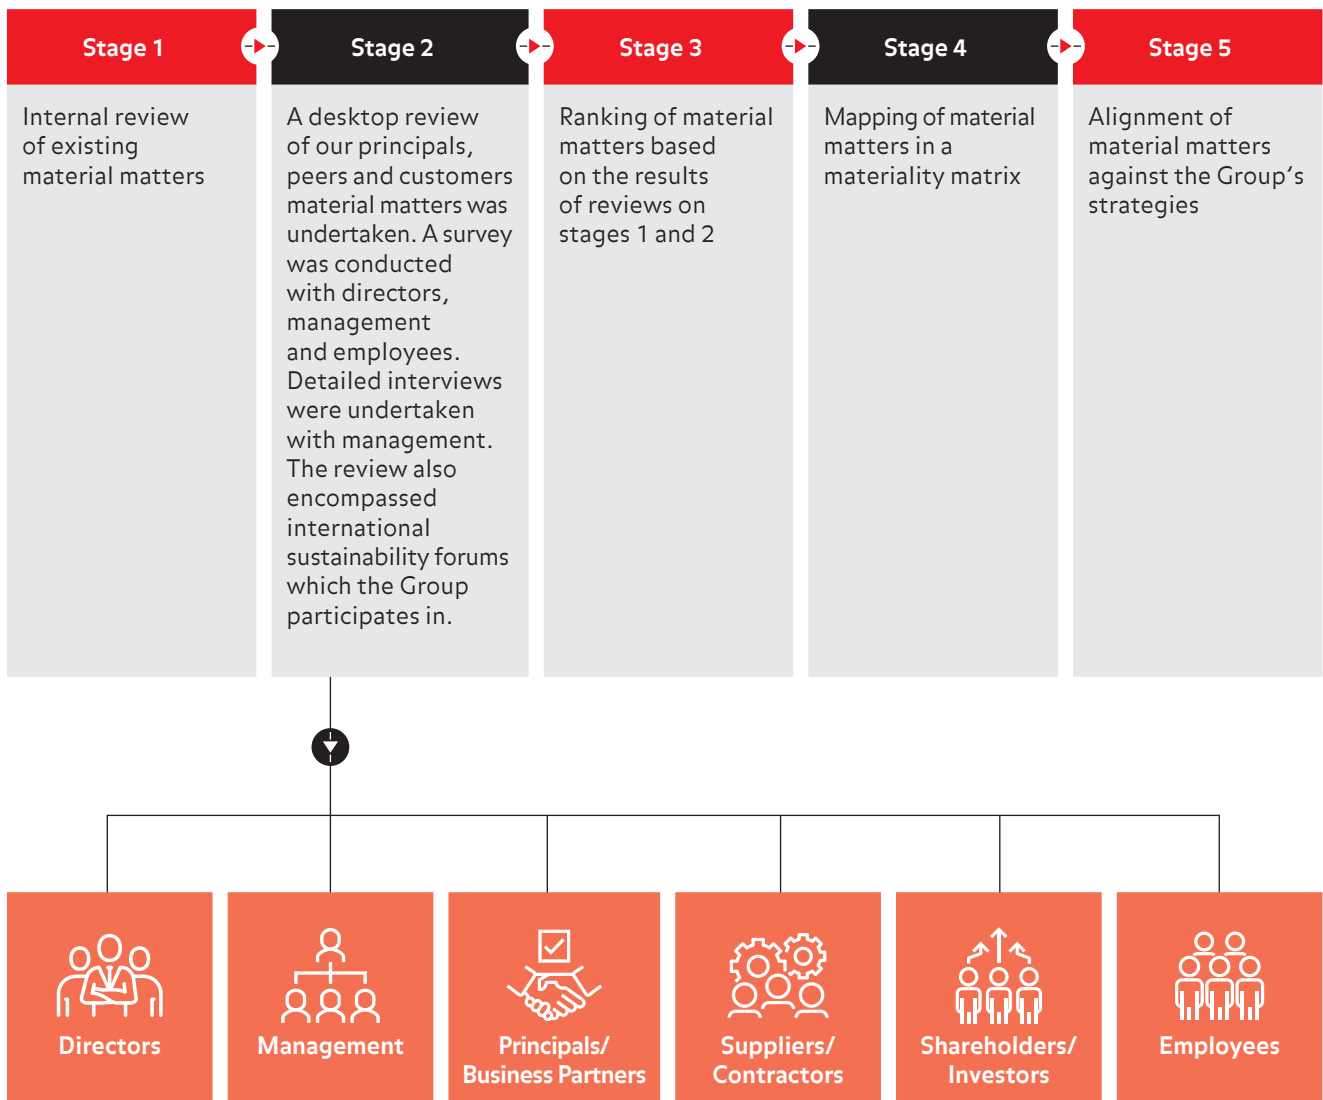 Stage 1
Internal review
of existing
material matters
Stage 2
A desktop review
of our principals,
peers and customers
material matters was
undertaken. A survey
was conducted
with directors,
management
and employees.
Detailed interviews
were undertaken
with management.
The review also
encompassed
international
sustainability forums
which the Group
participates in.
Stage 3
Ranking of material
matters based
on the results
of reviews on
stages 1 and 2
Stage 4
Mapping of material
matters in a
materiality matrix
Stage 5
Alignment of
material matters
against the Group‘s
strategies
Directors
Management
Principals/
Business Partners
Suppliers/
Contractors
Shareholders/
Investors
Employees